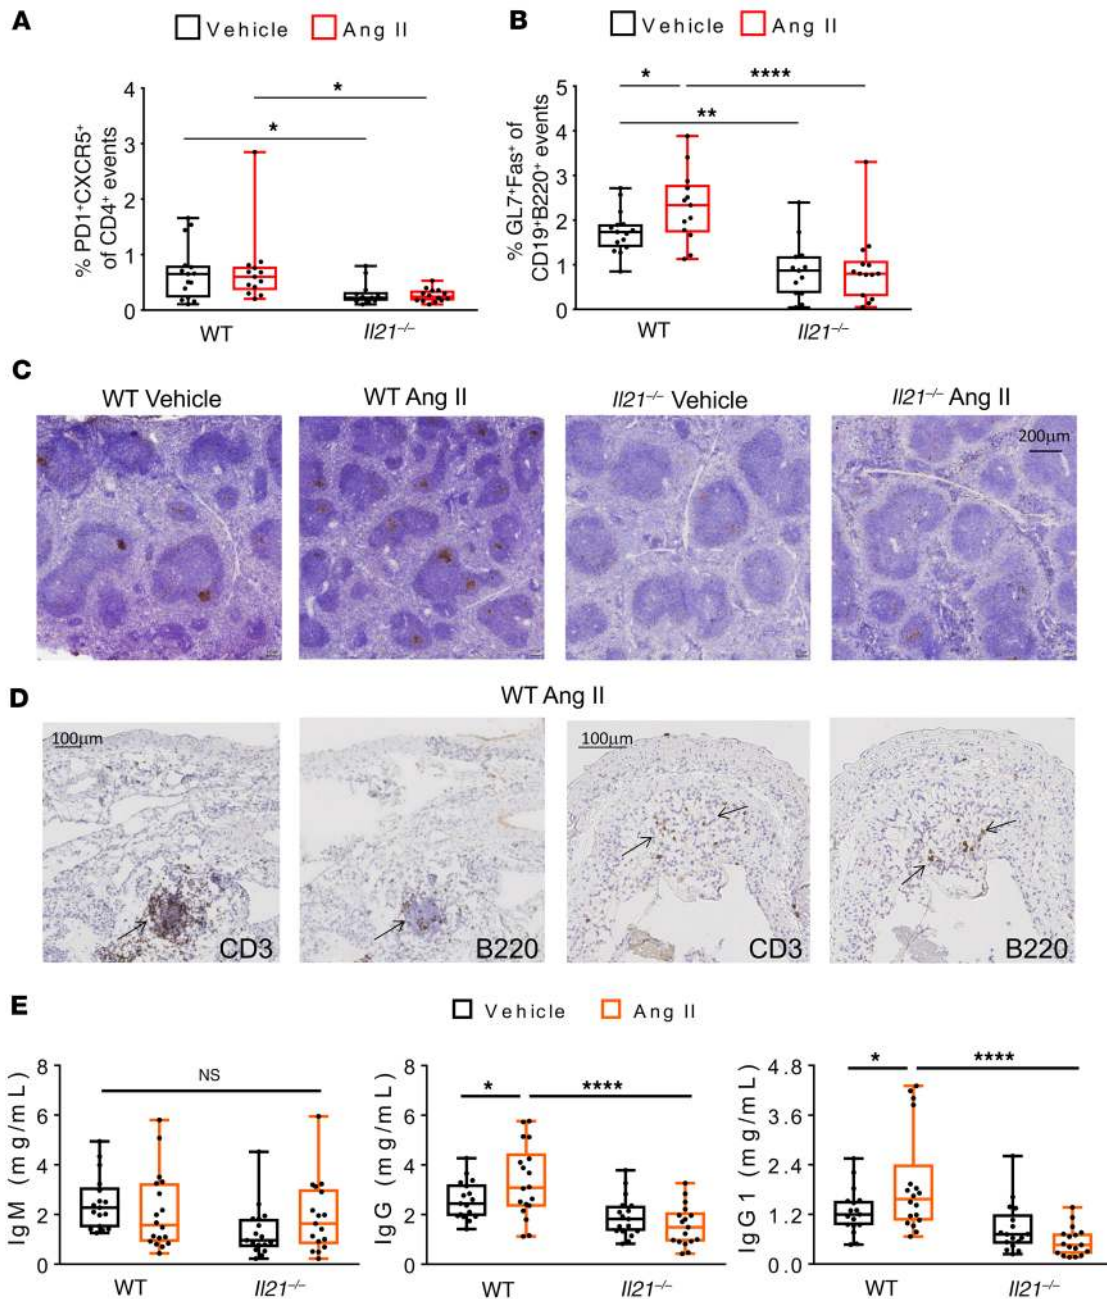 A
Vehicle Ang II
% PD1⁺CXCR5⁺
of CD4⁺ events
4
3
2
1
0
*
*
WT Il21⁻/⁻
B
Vehicle Ang II
% GL7⁺Fas⁺ of
CD19⁺B220⁺ events
5
4
3
2
1
0
* ****
**
WT Il21⁻/⁻
C
WT Vehicle WT Ang II Il21⁻/⁻ Vehicle Il21⁻/⁻ Ang II
200μm
D
WT Ang II
100μm 100μm
CD3 B220 CD3 B220
E
Vehicle Ang II
IgM (mg/mL)
8
6
4
2
0
NS
WT Il21⁻/⁻
IgG (mg/mL)
8
6
4
2
0
* ****
WT Il21⁻/⁻
IgG1 (mg/mL)
4.8
3.6
2.4
1.2
0.0
* ****
WT Il21⁻/⁻